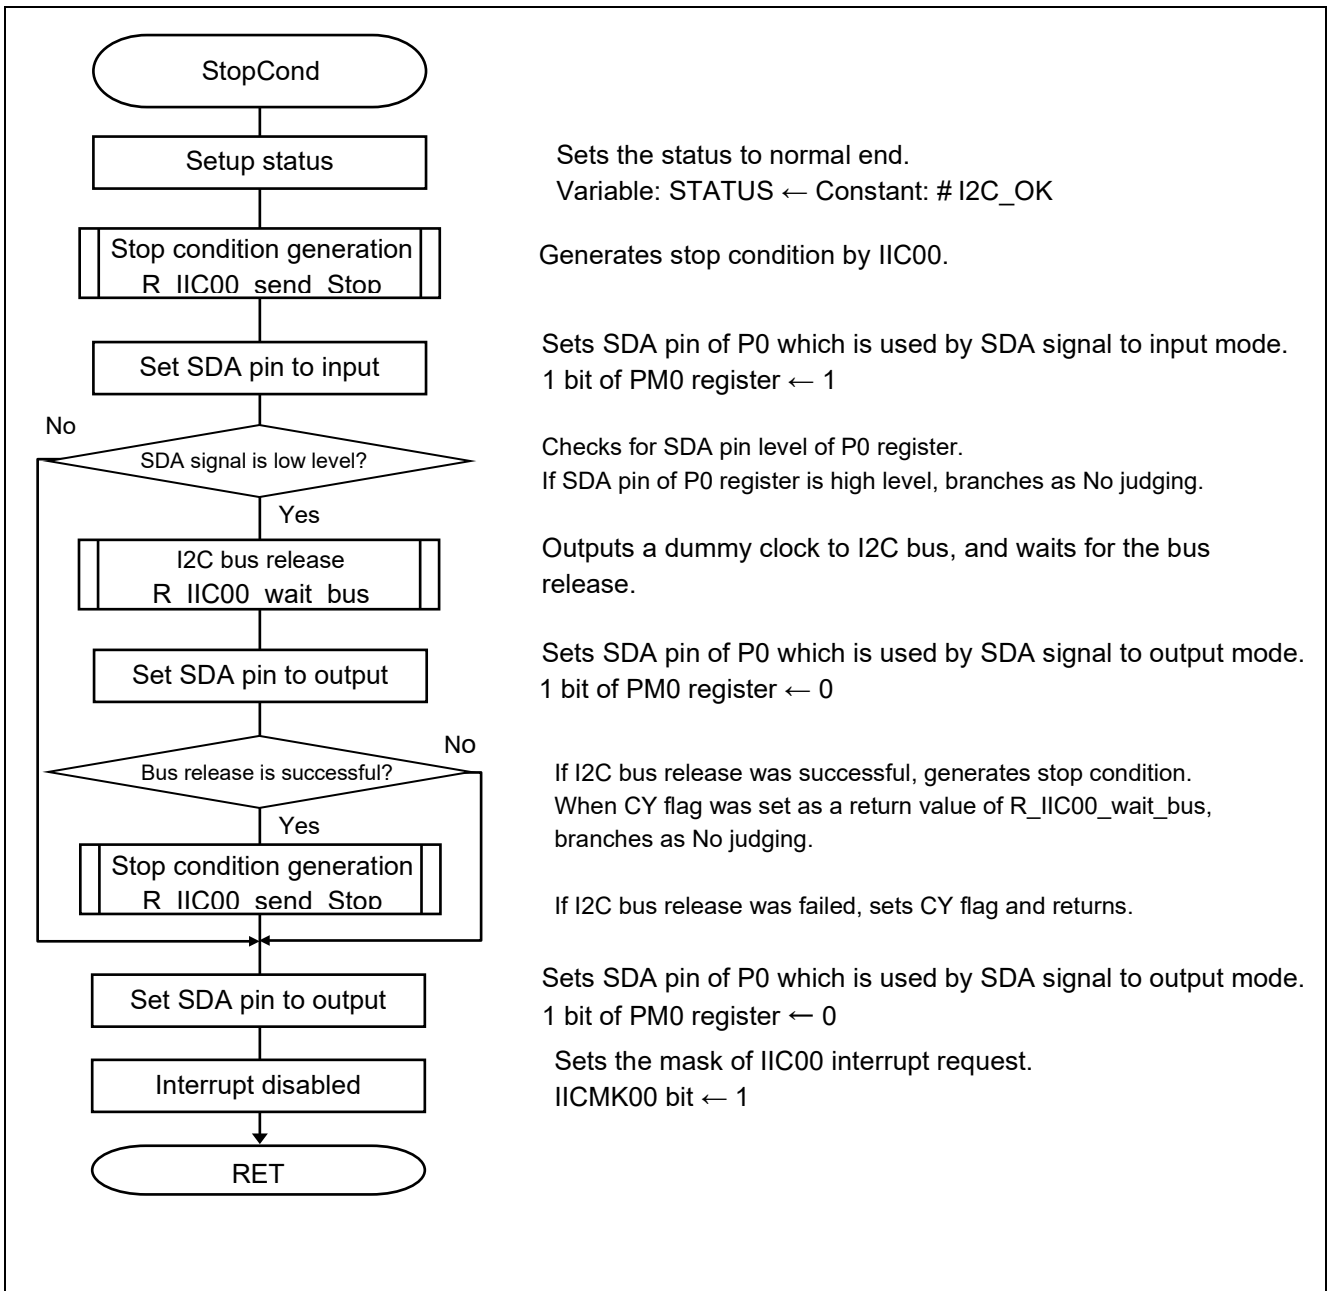 StopCond
Setup status
Sets the status to normal end.
Variable: STATUS ← Constant: # I2C_OK
Stop condition generation
R_IIC00_send_Stop
Generates stop condition by IIC00.
Set SDA pin to input
Sets SDA pin of P0 which is used by SDA signal to input mode.
1 bit of PM0 register ← 1
No
SDA signal is low level?
Checks for SDA pin level of P0 register.
If SDA pin of P0 register is high level, branches as No judging.
Yes
I2C bus release
R_IIC00_wait_bus
Outputs a dummy clock to I2C bus, and waits for the bus
release.
Set SDA pin to output
Sets SDA pin of P0 which is used by SDA signal to output mode.
1 bit of PM0 register ← 0
No
Bus release is successful?
If I2C bus release was successful, generates stop condition.
When CY flag was set as a return value of R_IIC00_wait_bus,
branches as No judging.
Yes
Stop condition generation
R_IIC00_send_Stop
If I2C bus release was failed, sets CY flag and returns.
Set SDA pin to output
Sets SDA pin of P0 which is used by SDA signal to output mode.
1 bit of PM0 register ← 0
Interrupt disabled
Sets the mask of IIC00 interrupt request.
IICMK00 bit ← 1
RET